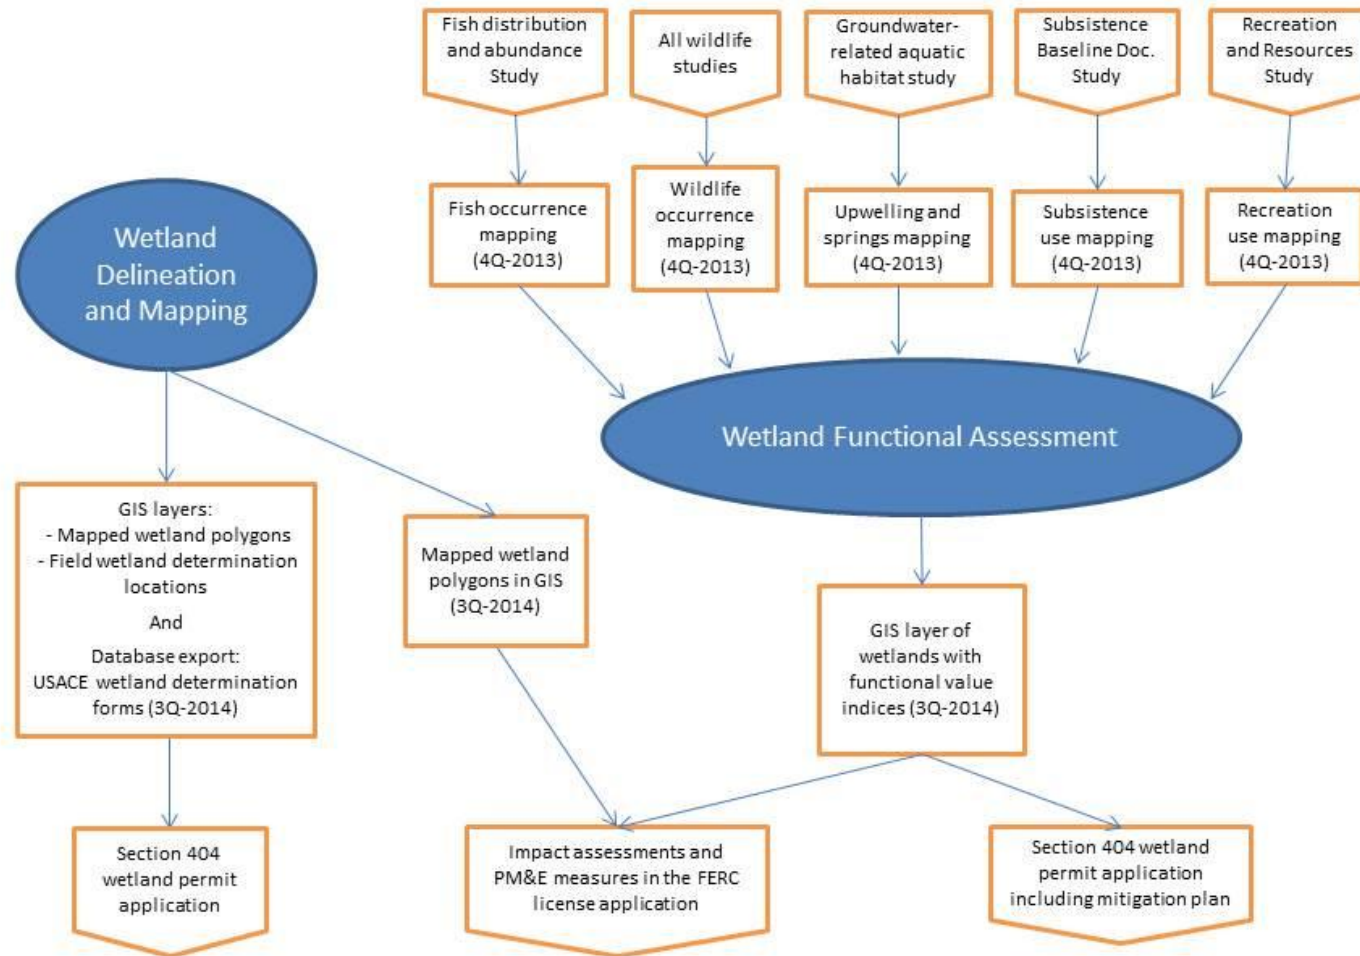 Fish distribution
and abundance
Study
All wildlife
studies
Groundwater-
related aquatic
habitat study
Subsistence
Baseline Doc.
Study
Recreation
and Resources
Study
Fish occurrence
mapping
(4Q-2013)
Wildlife
occurrence
mapping
(4Q-2013)
Upwelling and
springs mapping
(4Q-2013)
Subsistence
use mapping
(4Q-2013)
Recreation
use mapping
(4Q-2013)
Wetland
Delineation
and Mapping
Wetland Functional Assessment
GIS layers:
- Mapped wetland polygons
- Field wetland determination
locations
And
Database export:
USACE wetland determination
forms (3Q-2014)
Mapped wetland
polygons in GIS
(3Q-2014)
GIS layer of
wetlands with
functional value
indices (3Q-2014)
Section 404
wetland permit
application
Impact assessments and
PM&E measures in the FERC
license application
Section 404 wetland
permit application
including mitigation plan